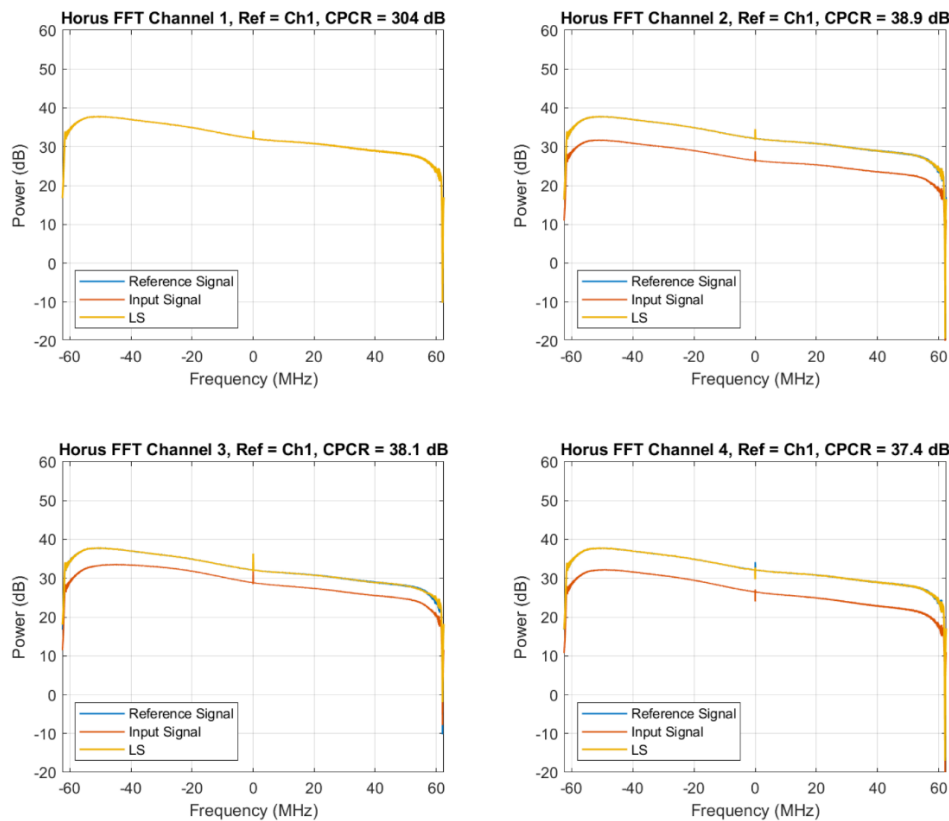 Horus FFT Channel 1, Ref = Ch1, CPCR = 304 dB
60
50
40
30
20
10
0
-10
-20
Power (dB)
Reference Signal
Input Signal
LS
-60 -40 -20 0 20 40 60
Frequency (MHz)
Horus FFT Channel 2, Ref = Ch1, CPCR = 38.9 dB
60
50
40
30
20
10
0
-10
-20
Power (dB)
Reference Signal
Input Signal
LS
-60 -40 -20 0 20 40 60
Frequency (MHz)
Horus FFT Channel 3, Ref = Ch1, CPCR = 38.1 dB
60
50
40
30
20
10
0
-10
-20
Power (dB)
Reference Signal
Input Signal
LS
-60 -40 -20 0 20 40 60
Frequency (MHz)
Horus FFT Channel 4, Ref = Ch1, CPCR = 37.4 dB
60
50
40
30
20
10
0
-10
-20
Power (dB)
Reference Signal
Input Signal
LS
-60 -40 -20 0 20 40 60
Frequency (MHz)